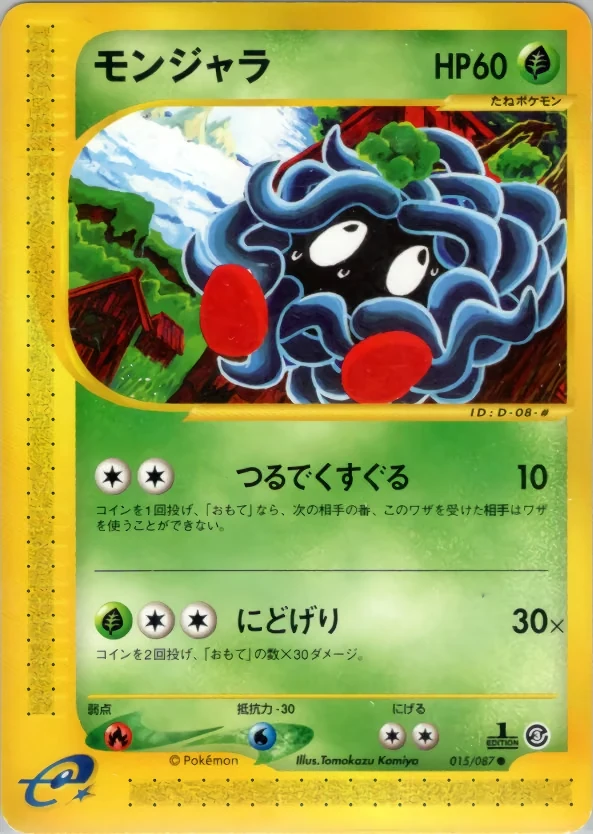 モンジャラ HP60
たねポケモン
ID:D-08-#
つるでくすぐる 10
コインを1回投げ、「おもて」なら、次の相手の番、このワザを受けた相手はワザ
を使うことができない。
にどげり 30×
コインを2回投げ、「おもて」の数×30ダメージ。
弱点 抵抗力-30 にげる
1
EDITION
©Pokémon Illus.Tomokazu Komiya 015/087 ●
e